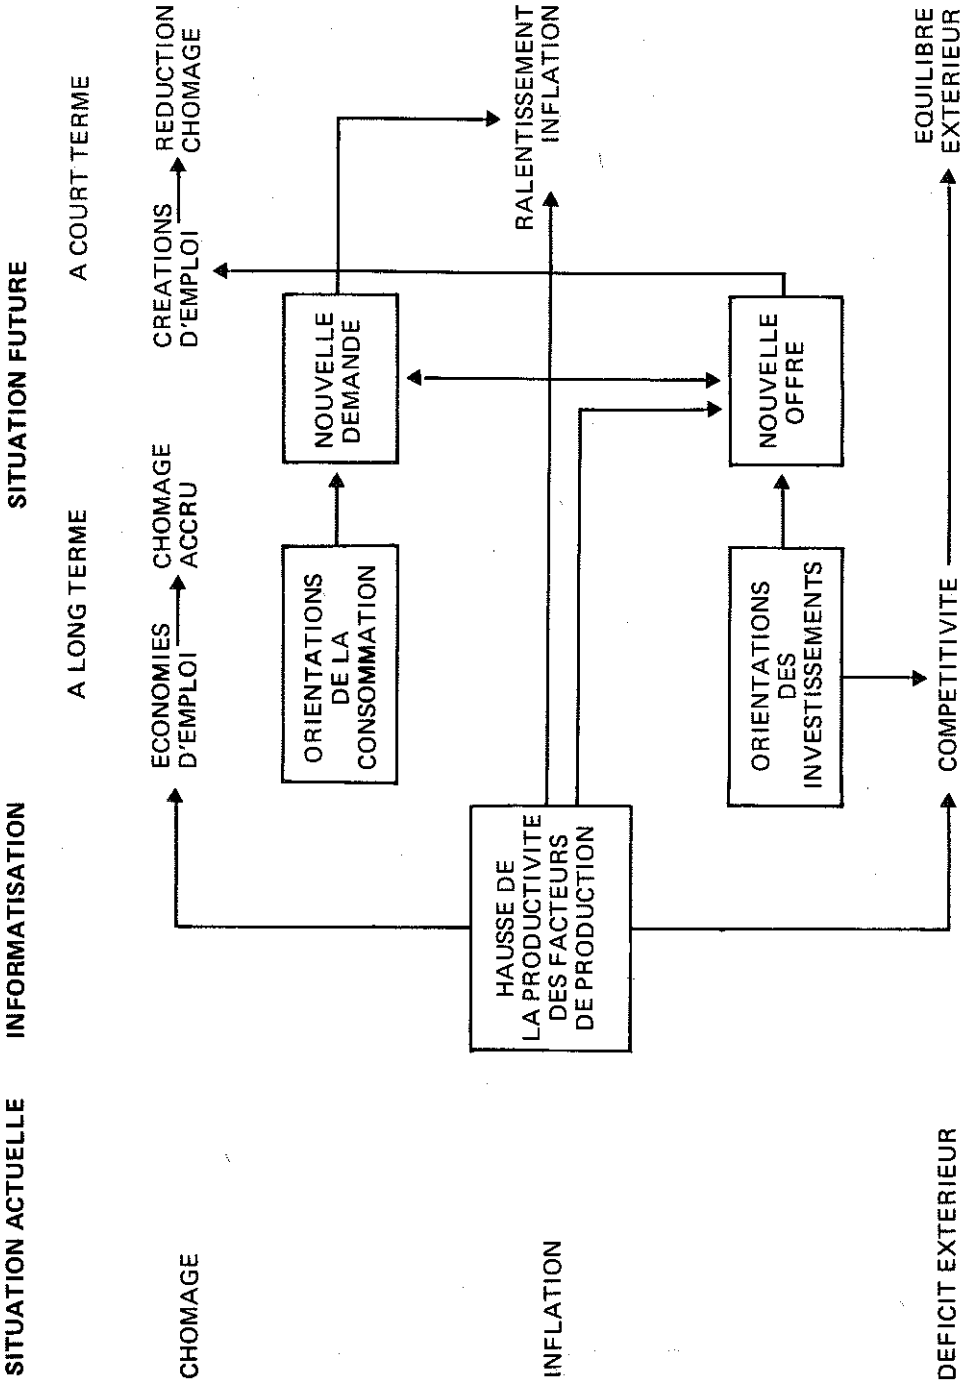 SITUATION ACTUELLE
INFORMATISATION
SITUATION FUTURE
A LONG TERME
A COURT TERME
CHOMAGE
ECONOMIES
D'EMPLOI
CHOMAGE
ACCRU
CREATIONS
D'EMPLOI
REDUCTION
CHOMAGE
ORIENTATIONS
DE LA
CONSOMMATION
NOUVELLE
DEMANDE
INFLATION
HAUSSE DE
LA PRODUCTIVITE
DES FACTEURS
DE PRODUCTION
RALENTISSEMENT
INFLATION
ORIENTATIONS
DES
INVESTISSEMENTS
NOUVELLE
OFFRE
DEFICIT EXTERIEUR
COMPETITIVITE
EQUILIBRE
EXTERIEUR